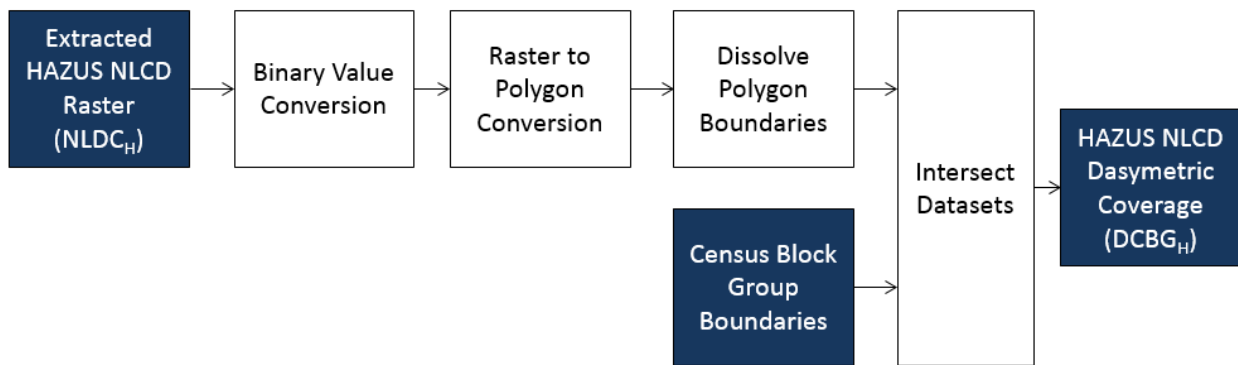 Extracted
HAZUS NLCD
Raster
(NLDC_H)
Binary Value
Conversion
Raster to
Polygon
Conversion
Dissolve
Polygon
Boundaries
Census Block
Group
Boundaries
Intersect
Datasets
HAZUS NLCD
Dasymetric
Coverage
(DCBG_H)